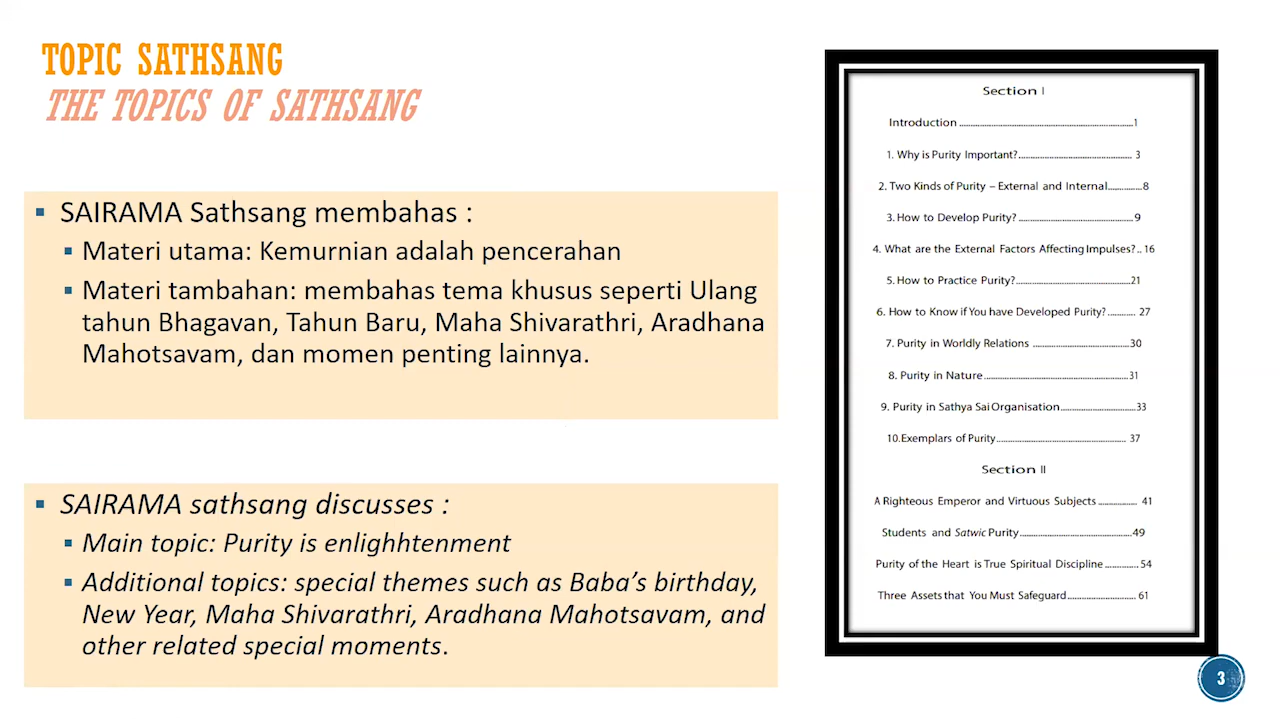 TOPIC SATHSANG
THE TOPICS OF SATHSANG
SAIRAMA Sathsang membahas :
Materi utama: Kemurnian adalah pencerahan
Materi tambahan: membahas tema khusus seperti Ulang
tahun Bhagavan, Tahun Baru, Maha Shivarathri, Aradhana
Mahotsavam, dan momen penting lainnya.
SAIRAMA sathsang discusses :
Main topic: Purity is enlighhtenment
Additional topics: special themes such as Baba's birthday,
New Year, Maha Shivarathri, Aradhana Mahotsavam, and
other related special moments.
Section I
Introduction ........................................................1
1. Why is Purity Important?..................................... 3
2. Two Kinds of Purity – External and Internal............8
3. How to Develop Purity? ......................................9
4. What are the External Factors Affecting Impulses? .. 16
5. How to Practice Purity?.....................................21
6. How to Know if You have Developed Purity?........... 27
7. Purity in Worldly Relations ..................................30
8. Purity in Nature.................................................31
9. Purity in Sathya Sai Organisation.........................33
10.Exemplars of Purity........................................... 37
Section II
A Righteous Emperor and Virtuous Subjects ............. 41
Students and Satwic Purity.....................................49
Purity of the Heart is True Spiritual Discipline ........... 54
Three Assets that You Must Safeguard...................... 61
3